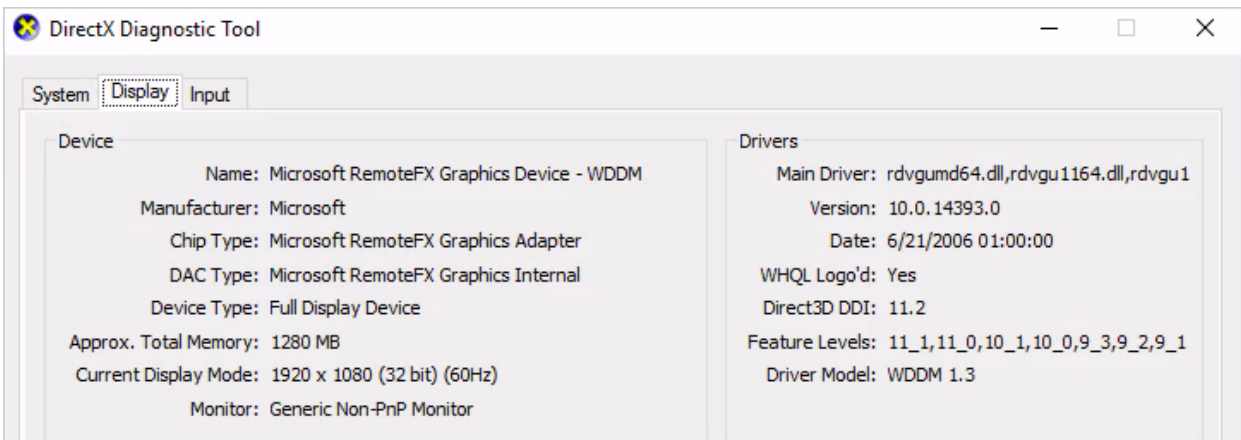 DirectX Diagnostic Tool
System Display Input
Device
Name: Microsoft RemoteFX Graphics Device - WDDM
Manufacturer: Microsoft
Chip Type: Microsoft RemoteFX Graphics Adapter
DAC Type: Microsoft RemoteFX Graphics Internal
Device Type: Full Display Device
Approx. Total Memory: 1280 MB
Current Display Mode: 1920 x 1080 (32 bit) (60Hz)
Monitor: Generic Non-PnP Monitor
Drivers
Main Driver: rdvgumd64.dll,rdvgu1164.dll,rdvgu1
Version: 10.0.14393.0
Date: 6/21/2006 01:00:00
WHQL Logo'd: Yes
Direct3D DDI: 11.2
Feature Levels: 11_1,11_0,10_1,10_0,9_3,9_2,9_1
Driver Model: WDDM 1.3